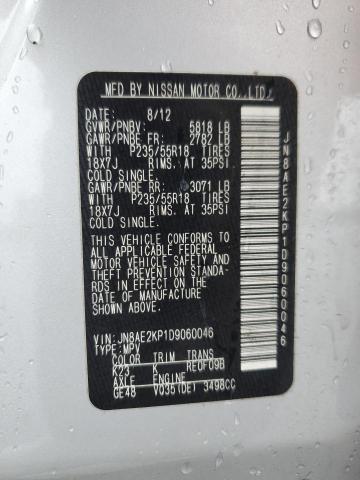 MFD BY NISSAN MOTOR CO.,LTD.
8/12
GVWR/PNBV: 5818 LB
GAWR/PNBE FR: 2782 LB
WITH P235/55R18 TIRES
18X7J RIMS. AT 35PSI
COLD SINGLE.
GAWR/PNBE RR: 3071 LB
WITH P235/55R18 TIRES
18X7J RIMS. AT 35PSI
COLD SINGLE.
THIS VEHICLE CONFORMS TO
ALL APPLICABLE FEDERAL
MOTOR VEHICLE SAFETY AND
THEFT PREVENTION STANDA-
RDS IN EFFECT ON THE
DATE OF MANUFACTURE
SHOWN ABOVE.
VIN: JN8AE2KP1D9060046
TYPE: MPV
COLOR TRIM TRANS
K23 K RE0F09B
AXLE ENGINE
GE48 VQ35(DE) 3498CC
JN8AE2KP1D9060046